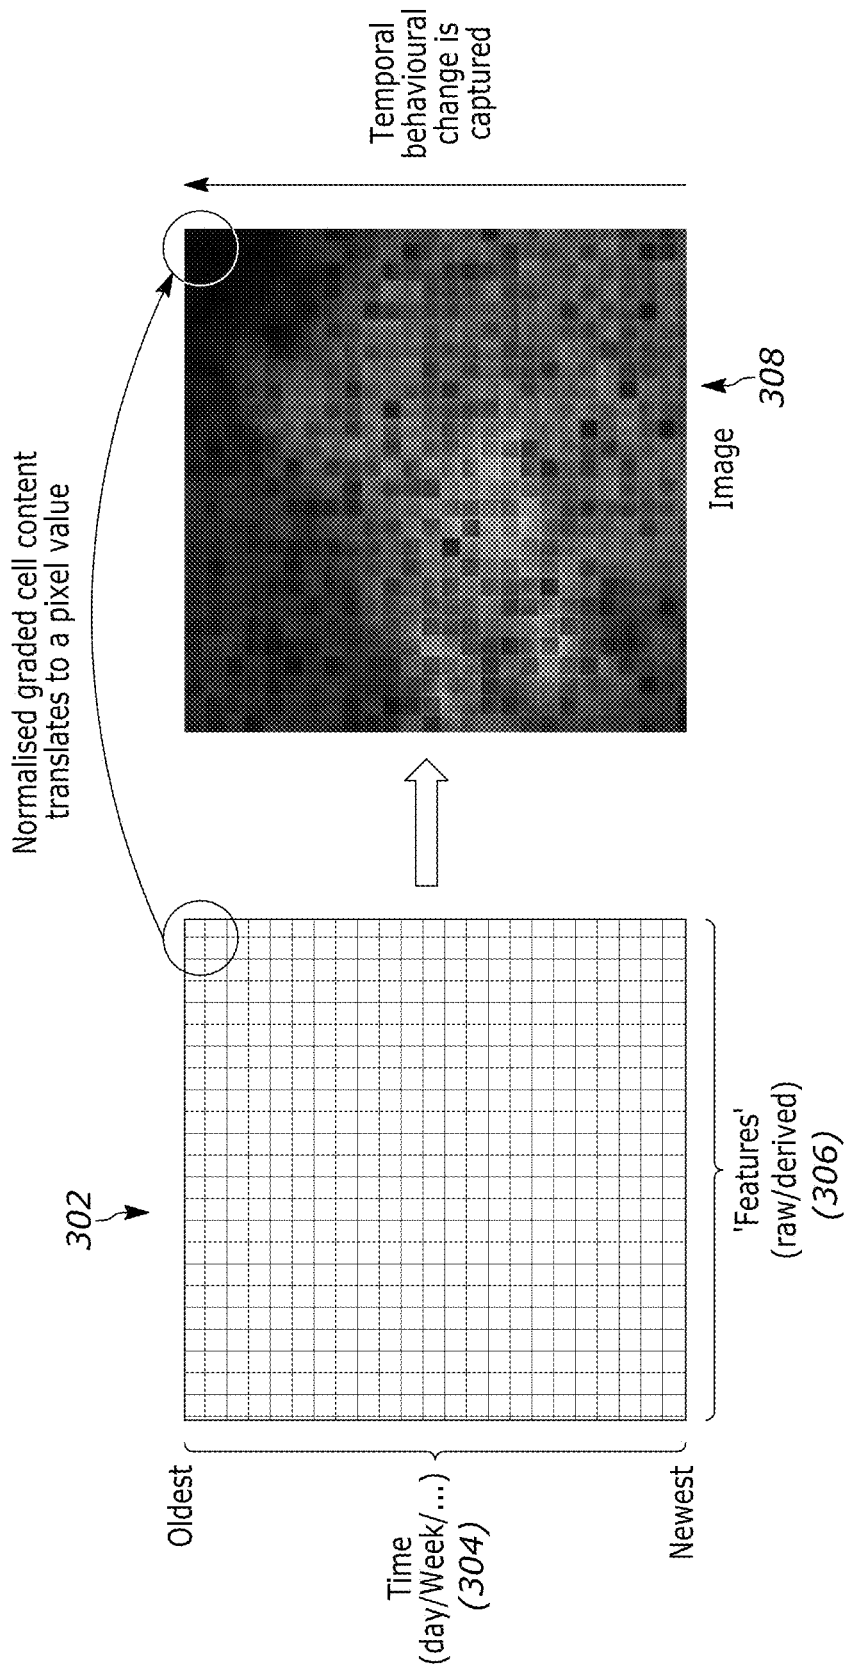 Normalised graded cell content
translates to a pixel value
302
Oldest
Time
(day/Week/...)
(304)
Newest
'Features'
(raw/derived)
(306)
Image
308
Temporal
behavioural
change is
captured